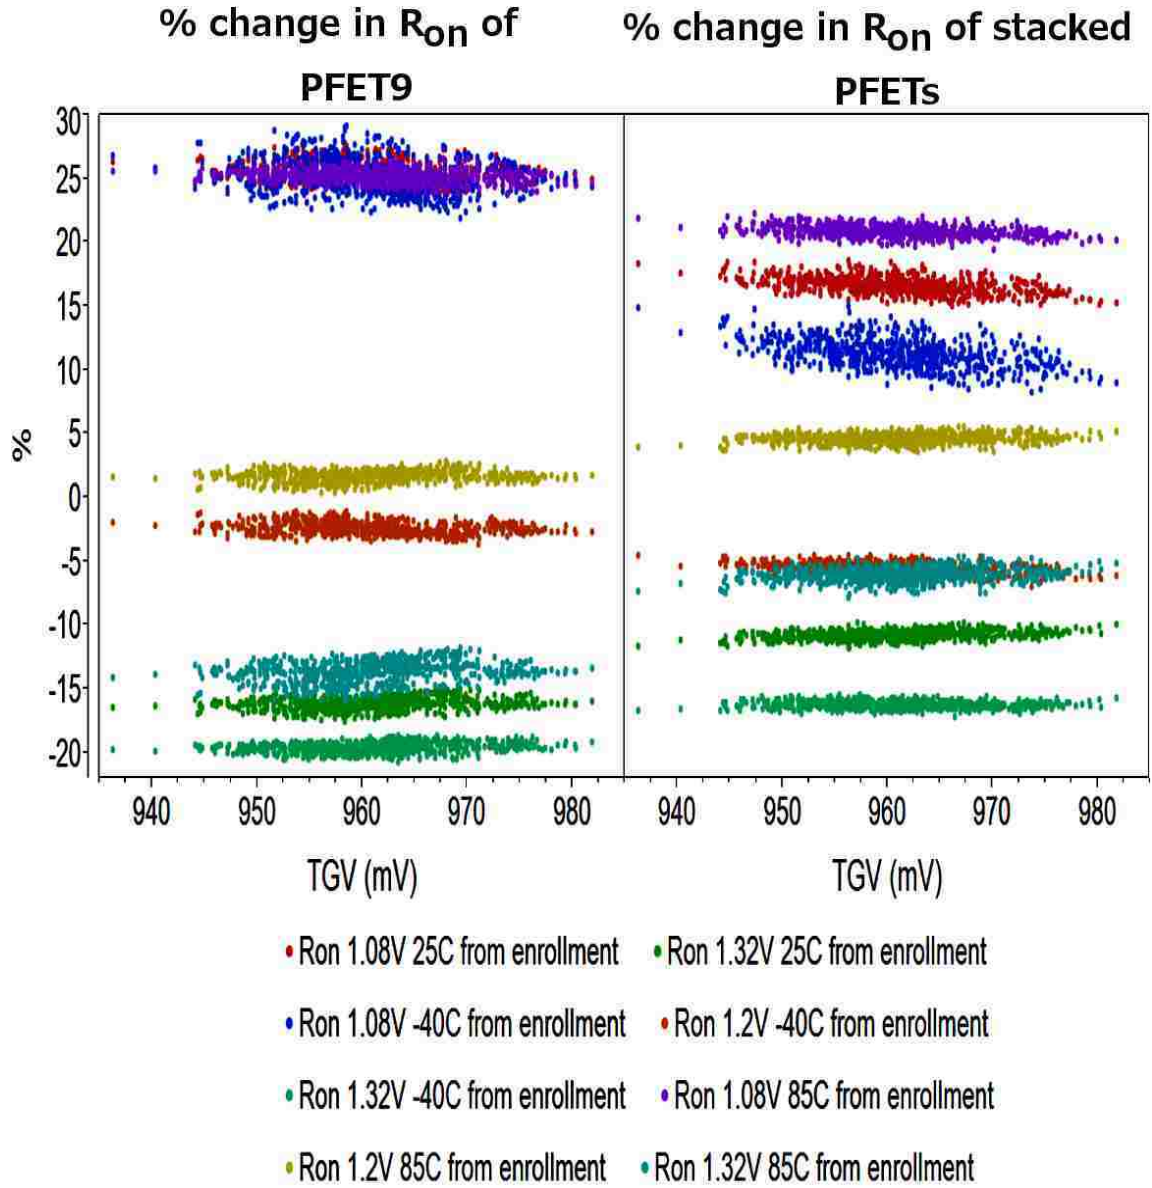 % change in Ron of
PFET9
% change in Ron of stacked
PFETs
%
30
25
20
15
10
5
0
-5
-10
-15
-20
940 950 960 970 980
940 950 960 970 980
TGV (mV)
TGV (mV)
Ron 1.08V 25C from enrollment
Ron 1.32V 25C from enrollment
Ron 1.08V -40C from enrollment
Ron 1.2V -40C from enrollment
Ron 1.32V -40C from enrollment
Ron 1.08V 85C from enrollment
Ron 1.2V 85C from enrollment
Ron 1.32V 85C from enrollment